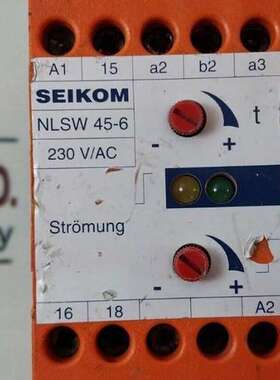 A1 15 a2 b2 a3
SEIKOM
NLSW 45-6
230 V/AC
t
- +
Strömung
- +
16 18 A2